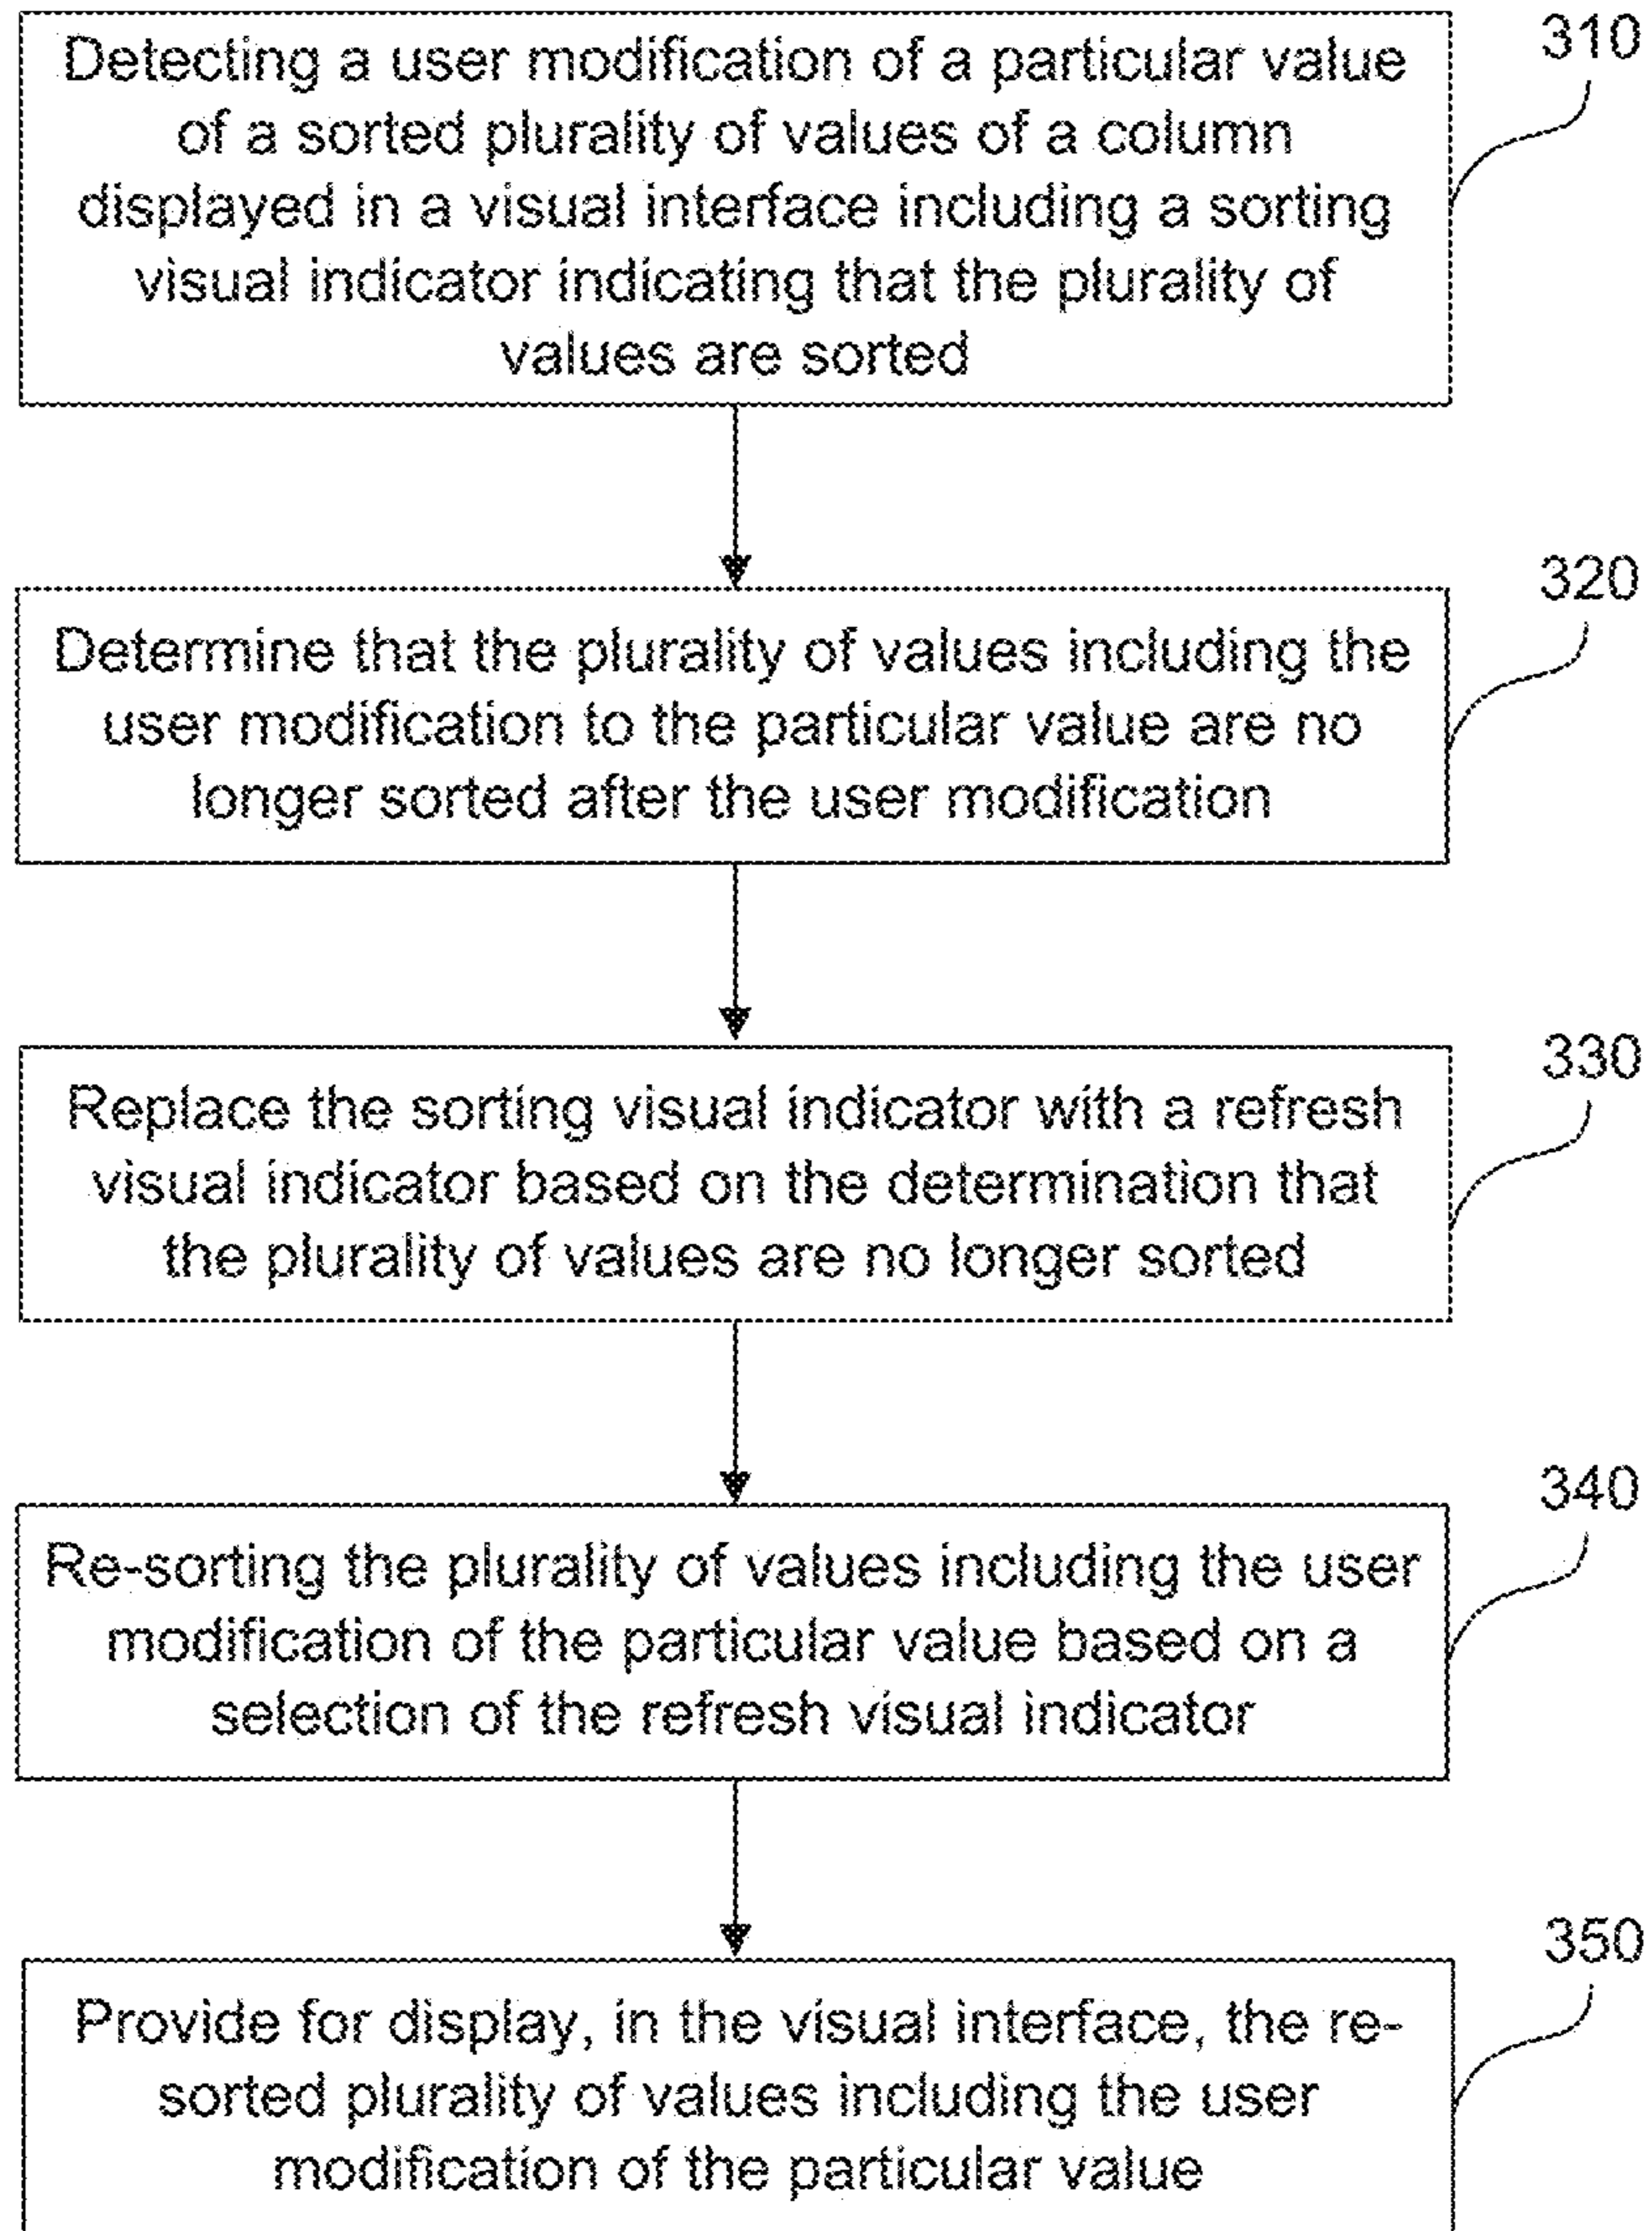 Detecting a user modification of a particular value
of a sorted plurality of values of a column
displayed in a visual interface including a sorting
visual indicator indicating that the plurality of
values are sorted
310
Determine that the plurality of values including the
user modification to the particular value are no
longer sorted after the user modification
320
Replace the sorting visual indicator with a refresh
visual indicator based on the determination that
the plurality of values are no longer sorted
330
Re-sorting the plurality of values including the user
modification of the particular value based on a
selection of the refresh visual indicator
340
Provide for display, in the visual interface, the re-
sorted plurality of values including the user
modification of the particular value
350